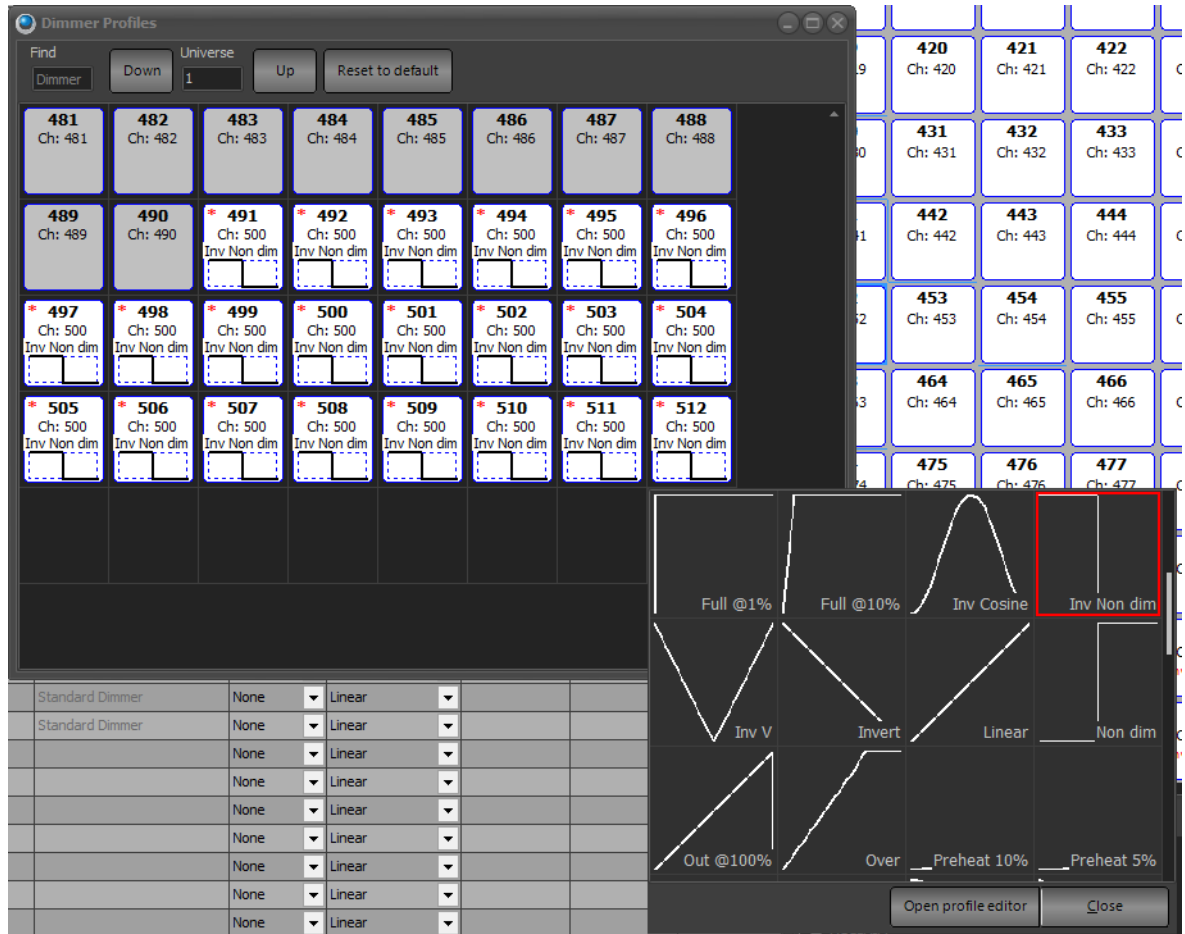 Dimmer Profiles
Find
Universe
Dimmer
Down
1
Up
Reset to default
481 482 483 484 485 486 487 488
Ch: 481 Ch: 482 Ch: 483 Ch: 484 Ch: 485 Ch: 486 Ch: 487 Ch: 488
489 490 * 491 * 492 * 493 * 494 * 495 * 496
Ch: 489 Ch: 490 Ch: 500 Ch: 500 Ch: 500 Ch: 500 Ch: 500 Ch: 500
Inv Non dim Inv Non dim Inv Non dim Inv Non dim Inv Non dim Inv Non dim
* 497 * 498 * 499 * 500 * 501 * 502 * 503 * 504
Ch: 500 Ch: 500 Ch: 500 Ch: 500 Ch: 500 Ch: 500 Ch: 500 Ch: 500
Inv Non dim Inv Non dim Inv Non dim Inv Non dim Inv Non dim Inv Non dim Inv Non dim Inv Non dim
* 505 * 506 * 507 * 508 * 509 * 510 * 511 * 512
Ch: 500 Ch: 500 Ch: 500 Ch: 500 Ch: 500 Ch: 500 Ch: 500 Ch: 500
Inv Non dim Inv Non dim Inv Non dim Inv Non dim Inv Non dim Inv Non dim Inv Non dim Inv Non dim
420 421 422
Ch: 420 Ch: 421 Ch: 422
431 432 433
Ch: 431 Ch: 432 Ch: 433
442 443 444
Ch: 442 Ch: 443 Ch: 444
453 454 455
Ch: 453 Ch: 454 Ch: 455
464 465 466
Ch: 464 Ch: 465 Ch: 466
475 476 477
Ch: 475 Ch: 476 Ch: 477
Full @1% Full @10% Inv Cosine Inv Non dim
Inv V Invert Linear Non dim
Out @100% Over Preheat 10% Preheat 5%
Open profile editor Close
Standard Dimmer None Linear
Standard Dimmer None Linear
None Linear
None Linear
None Linear
None Linear
None Linear
None Linear
None Linear